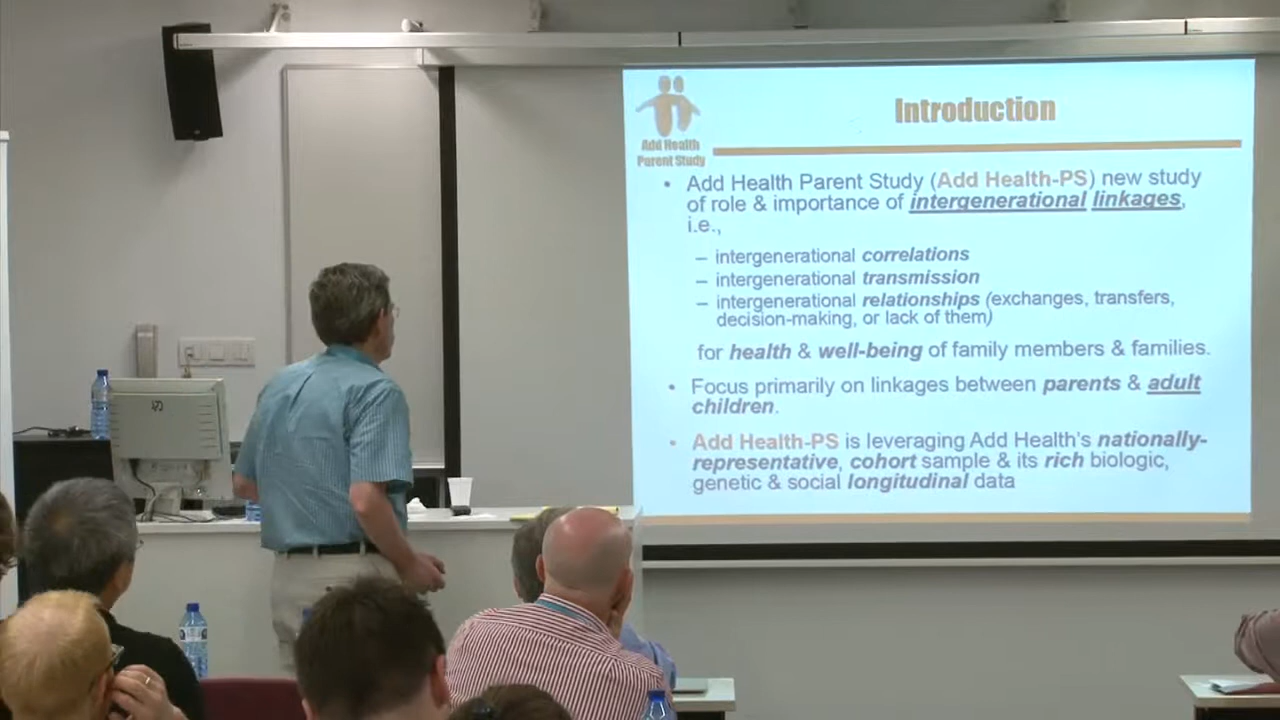 Introduction
Add Health
Parent Study
• Add Health Parent Study (Add Health-PS) new study
of role & importance of intergenerational linkages,
i.e.,
– intergenerational correlations
– intergenerational transmission
– intergenerational relationships (exchanges, transfers,
decision-making, or lack of them)
for health & well-being of family members & families.
• Focus primarily on linkages between parents & adult
children.
• Add Health-PS is leveraging Add Health's nationally-
representative, cohort sample & its rich biologic,
genetic & social longitudinal data